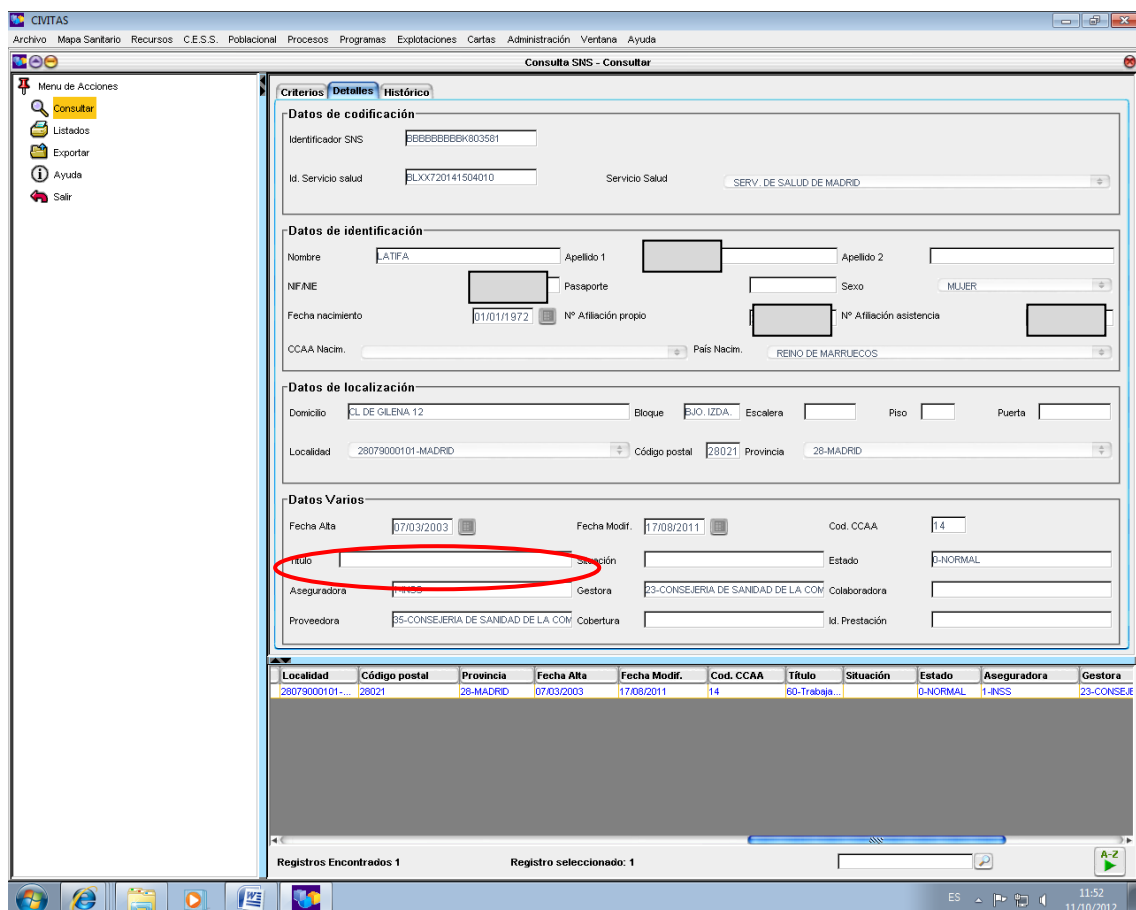 CIVITAS
Archivo Mapa Sanitario Recursos C.E.S.S. Poblacional Procesos Programas Explotaciones Cartas Administración Ventana Ayuda
Consulta SNS - Consultar
Menu de Acciones
Consultar
Listados
Exportar
Ayuda
Salir
Criterios Detalles Histórico
Datos de codificación
Identificador SNS BBBBBBBBBK803581
Id. Servicio salud BLXX720141504010 Servicio Salud SERV. DE SALUD DE MADRID
Datos de identificación
Nombre LATIFA Apellido 1 Apellido 2
NIF/NIE Pasaporte Sexo MUJER
Fecha nacimiento 01/01/1972 Nº Afiliación propio Nº Afiliación asistencia
CCAA Nacim. País Nacim. REINO DE MARRUECOS
Datos de localización
Domicilio CL DE GILENA 12 Bloque BJO. IZDA. Escalera Piso Puerta
Localidad 28079000101-MADRID Código postal 28021 Provincia 28-MADRID
Datos Varios
Fecha Alta 07/03/2003 Fecha Modif. 17/08/2011 Cod. CCAA 14
Título Situación Estado 0-NORMAL
Aseguradora 1-INSS Gestora 23-CONSEJERIA DE SANIDAD DE LA COM Colaboradora
Proveedora 35-CONSEJERIA DE SANIDAD DE LA COM Cobertura Id. Prestación
Localidad Código postal Provincia Fecha Alta Fecha Modif. Cod. CCAA Título Situación Estado Aseguradora Gestora
28079000101-... 28021 28-MADRID 07/03/2003 17/08/2011 14 60-Trabaja... 0-NORMAL 1-INSS 23-CONSEJE
Registros Encontrados 1 Registro seleccionado: 1
A-Z
ES 11:52
11/10/2012